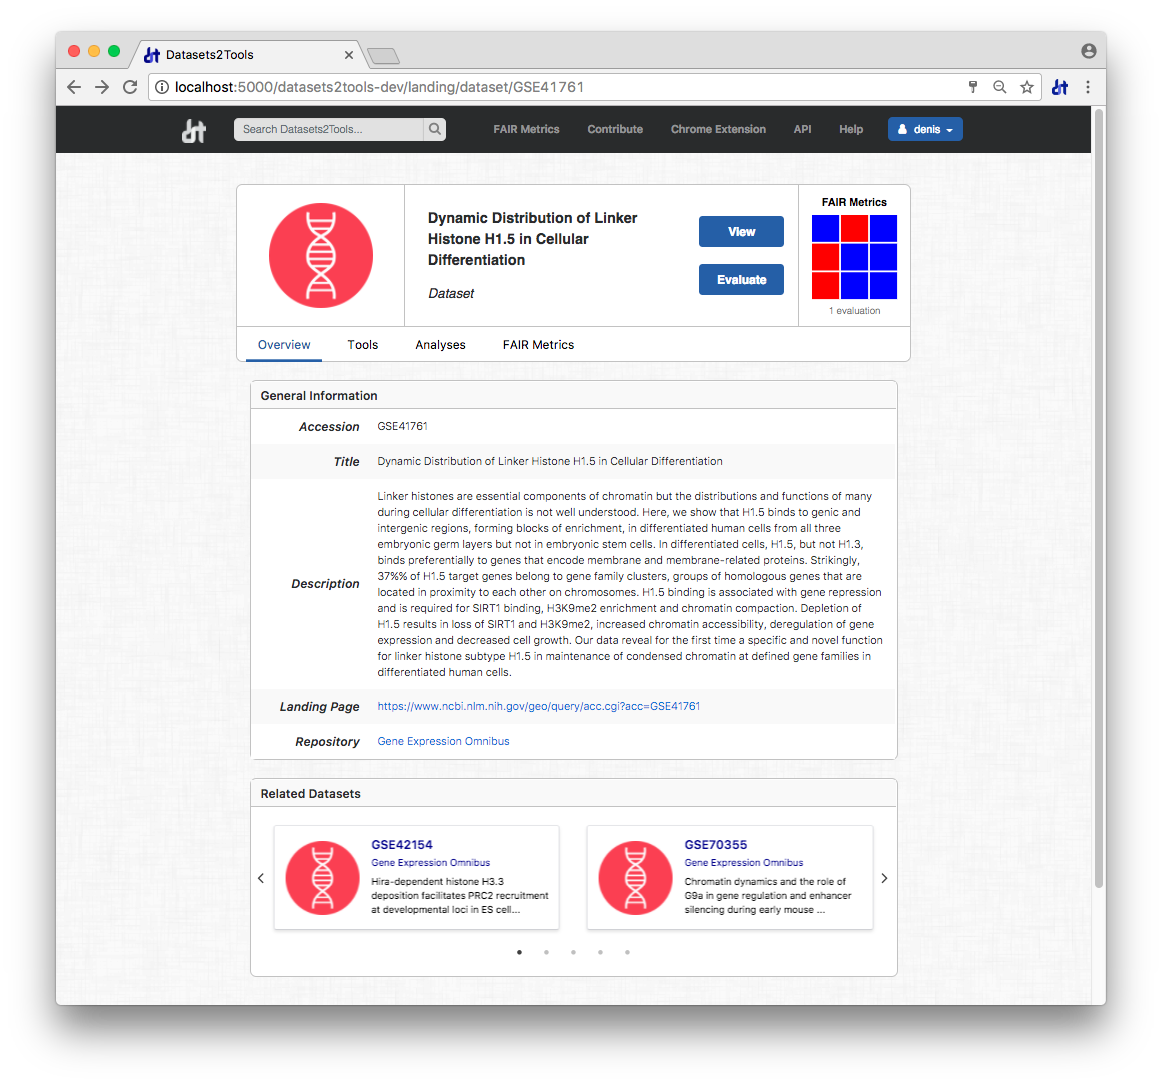 Datasets2Tools
localhost:5000/datasets2tools-dev/landing/dataset/GSE41761
Search Datasets2Tools...
FAIR Metrics
Contribute
Chrome Extension
API
Help
denis
Dynamic Distribution of Linker
Histone H1.5 in Cellular
Differentiation
Dataset
View
Evaluate
FAIR Metrics
1 evaluation
Overview
Tools
Analyses
FAIR Metrics
General Information
Accession GSE41761
Title Dynamic Distribution of Linker Histone H1.5 in Cellular Differentiation
Description
Linker histones are essential components of chromatin but the distributions and functions of many
during cellular differentiation is not well understood. Here, we show that H1.5 binds to genic and
intergenic regions, forming blocks of enrichment, in differentiated human cells from all three
embryonic germ layers but not in embryonic stem cells. In differentiated cells, H1.5, but not H1.3,
binds preferentially to genes that encode membrane and membrane-related proteins. Strikingly,
37%% of H1.5 target genes belong to gene family clusters, groups of homologous genes that are
located in proximity to each other on chromosomes. H1.5 binding is associated with gene repression
and is required for SIRT1 binding, H3K9me2 enrichment and chromatin compaction. Depletion of
H1.5 results in loss of SIRT1 and H3K9me2, increased chromatin accessibility, deregulation of gene
expression and decreased cell growth. Our data reveal for the first time a specific and novel function
for linker histone subtype H1.5 in maintenance of condensed chromatin at defined gene families in
differentiated human cells.
Landing Page https://www.ncbi.nlm.nih.gov/geo/query/acc.cgi?acc=GSE41761
Repository Gene Expression Omnibus
Related Datasets
GSE42154
Gene Expression Omnibus
Hira-dependent histone H3.3
deposition facilitates PRC2 recruitment
at developmental loci in ES cell...
GSE70355
Gene Expression Omnibus
Chromatin dynamics and the role of
G9a in gene regulation and enhancer
silencing during early mouse ...